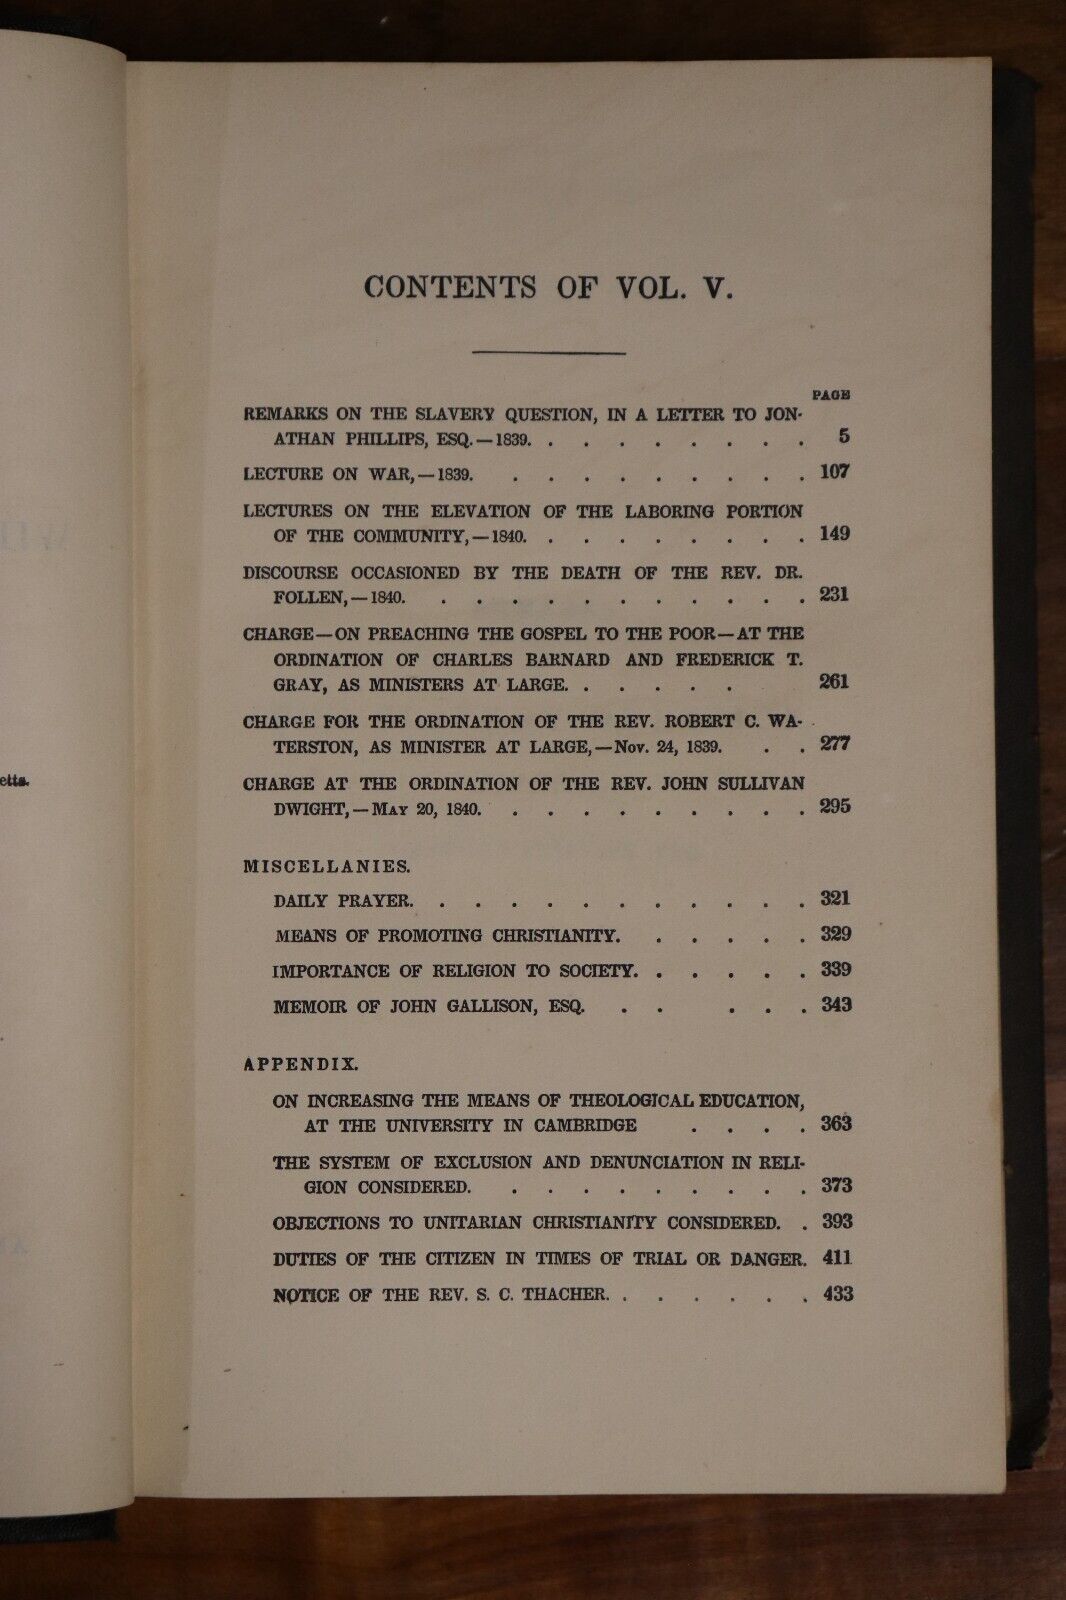 etts.
CONTENTS OF VOL. V.
PAGE
REMARKS ON THE SLAVERY QUESTION, IN A LETTER TO JON-
ATHAN PHILLIPS, ESQ.—1839. . . . . . . . . 5
LECTURE ON WAR,—1839. . . . . . . . . . 107
LECTURES ON THE ELEVATION OF THE LABORING PORTION
OF THE COMMUNITY,—1840. . . . . . . . . 149
DISCOURSE OCCASIONED BY THE DEATH OF THE REV. DR.
FOLLEN,—1840. . . . . . . . . . . . 231
CHARGE—ON PREACHING THE GOSPEL TO THE POOR—AT THE
ORDINATION OF CHARLES BARNARD AND FREDERICK T.
GRAY, AS MINISTERS AT LARGE. . . . . . 261
CHARGE FOR THE ORDINATION OF THE REV. ROBERT C. WA-
TERSTON, AS MINISTER AT LARGE,—Nov. 24, 1839. . . 277
CHARGE AT THE ORDINATION OF THE REV. JOHN SULLIVAN
DWIGHT,—May 20, 1840. . . . . . . . . . 295
MISCELLANIES.
DAILY PRAYER. . . . . . . . . . . . 321
MEANS OF PROMOTING CHRISTIANITY. . . . . . 329
IMPORTANCE OF RELIGION TO SOCIETY. . . . . . 339
MEMOIR OF JOHN GALLISON, ESQ. . . . . . 343
APPENDIX.
ON INCREASING THE MEANS OF THEOLOGICAL EDUCATION,
AT THE UNIVERSITY IN CAMBRIDGE . . . . 363
THE SYSTEM OF EXCLUSION AND DENUNCIATION IN RELI-
GION CONSIDERED. . . . . . . . . . 373
OBJECTIONS TO UNITARIAN CHRISTIANITY CONSIDERED. . 393
DUTIES OF THE CITIZEN IN TIMES OF TRIAL OR DANGER. 411
NOTICE OF THE REV. S. C. THACHER. . . . . . . 433